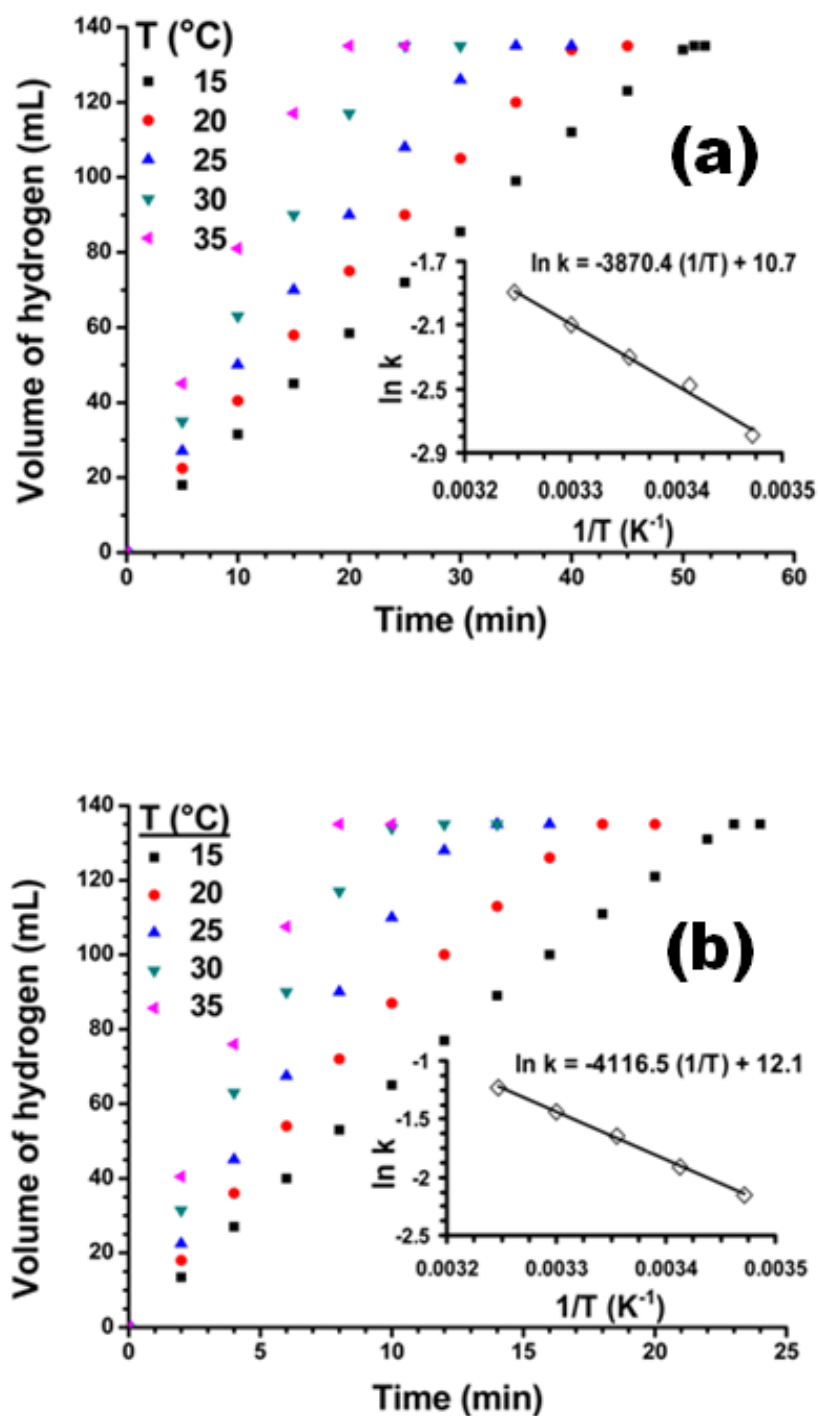 T (°C)
15
20
25
30
35
(a)
Volume of hydrogen (mL)
140
120
100
80
60
40
20
0
0 10 20 30 40 50 60
Time (min)
ln k = -3870.4 (1/T) + 10.7
ln k
-1.7
-2.1
-2.5
-2.9
0.0032 0.0033 0.0034 0.0035
1/T (K⁻¹)
T (°C)
15
20
25
30
35
(b)
Volume of hydrogen (mL)
140
120
100
80
60
40
20
0
0 5 10 15 20 25
Time (min)
ln k = -4116.5 (1/T) + 12.1
ln k
-1
-1.5
-2
-2.5
0.0032 0.0033 0.0034 0.0035
1/T (K⁻¹)